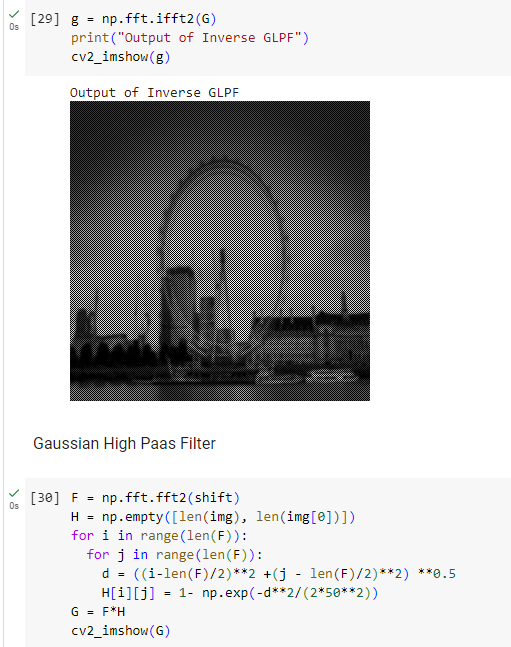 [29] g = np.fft.ifft2(G)
0s
print("Output of Inverse GLPF")
cv2_imshow(g)
Output of Inverse GLPF
Gaussian High Paas Filter
[30] F = np.fft.fft2(shift)
0s
H = np.empty([len(img), len(img[0])])
for i in range(len(F)):
for j in range(len(F)):
d = ((i-len(F)/2)**2 +(j - len(F)/2)**2) **0.5
H[i][j] = 1- np.exp(-d**2/(2*50**2))
G = F*H
cv2_imshow(G)